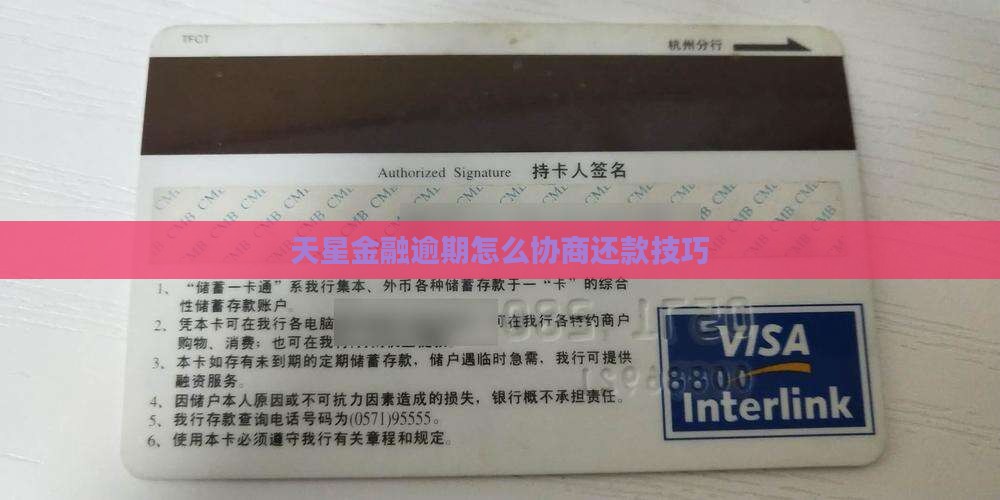 TFCT
杭州分行
Authorized Signature 持卡人签名
CMB CMB CMB CMB CMB CMB
天星金融逾期怎么协商还款技巧
1、“储蓄一卡通”系我行集本、外币各种储蓄存款于一“卡”的综合
性储蓄存款账户
2、凭本卡可在我行各电脑 可在我行各特约商户
购物、消费；也可在我
3、本卡如存有未到期的定期储蓄存款，储户遇临时急需，我行可提供
融资服务。
4、因储户本人原因或不可抗力因素造成的损失，银行概不承担责任。
5、我行存款查询电话号码为(0571)95555。
6、使用本卡必须遵守我行有关章程和规定。
VISA
Interlink